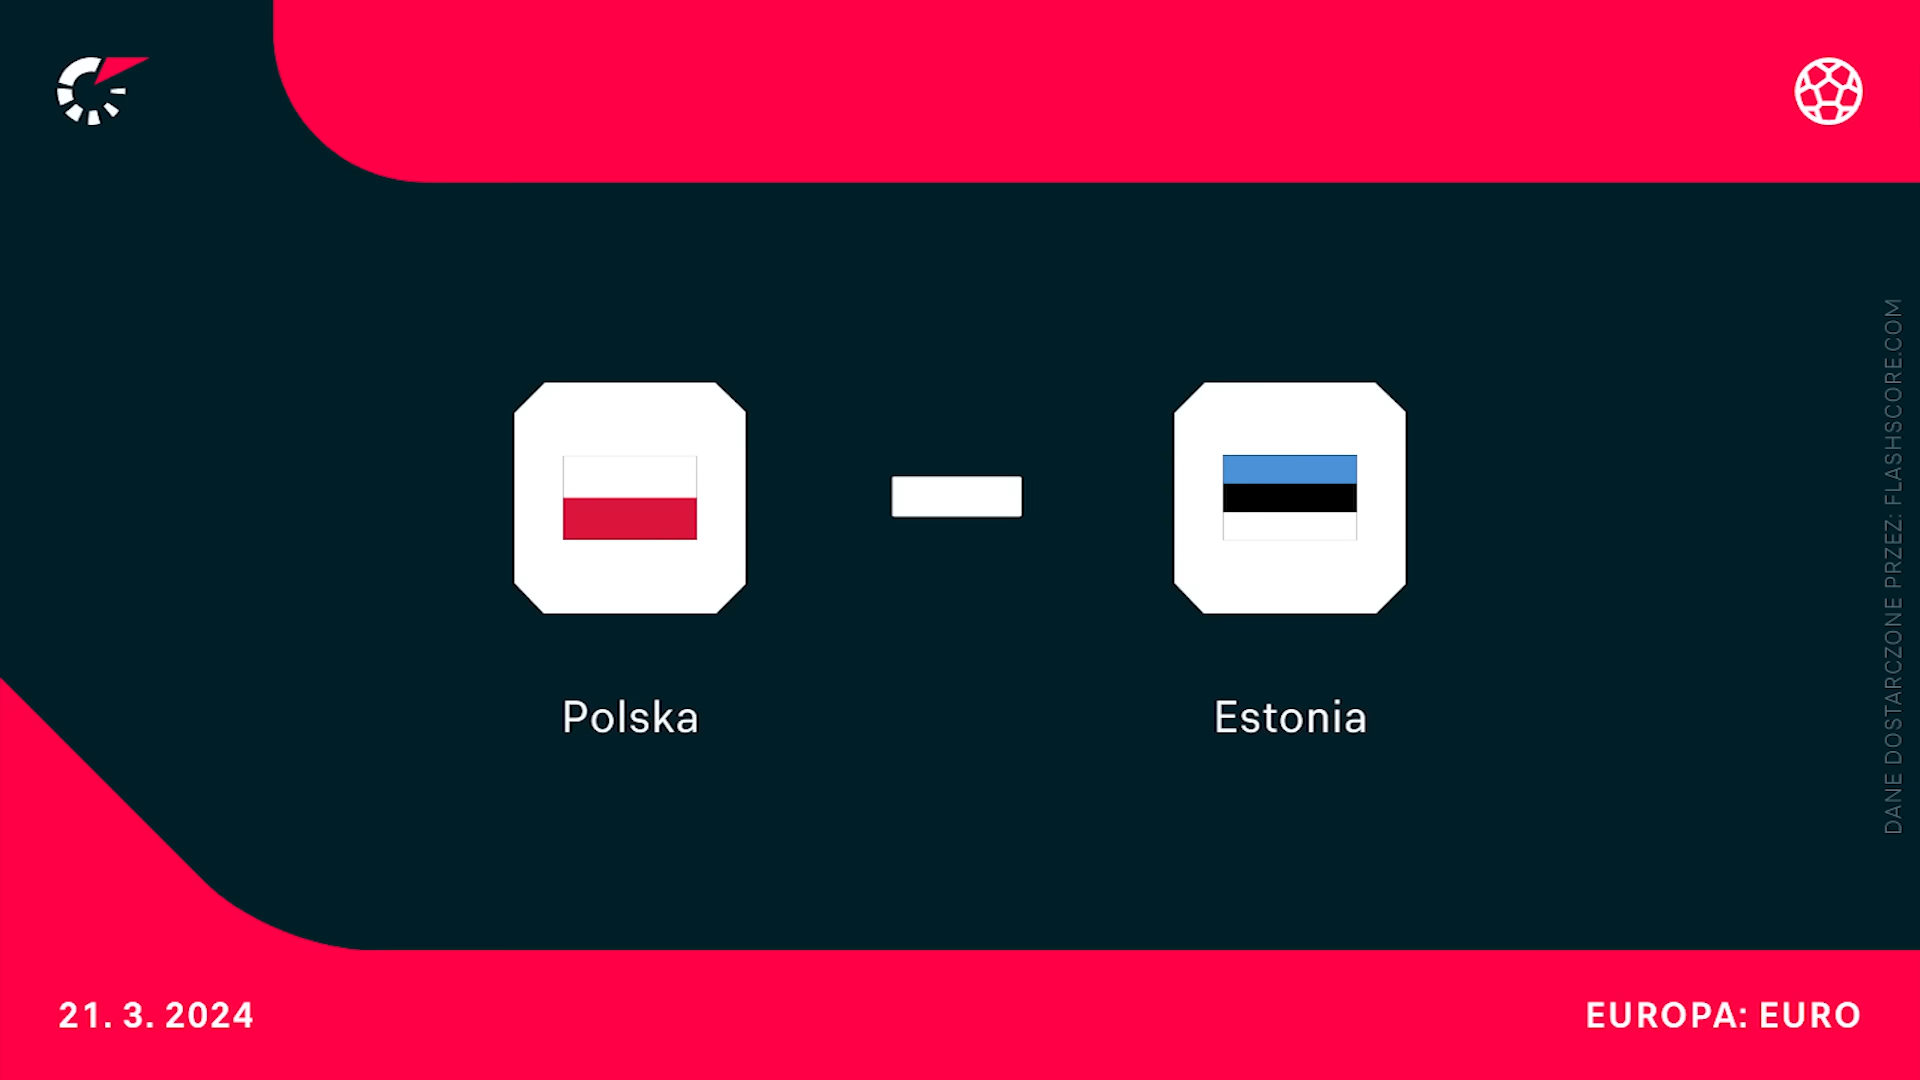 Polska
Estonia
DANE DOSTARCZONE PRZEZ: FLASHSCORE.COM
21. 3. 2024
EUROPA: EURO